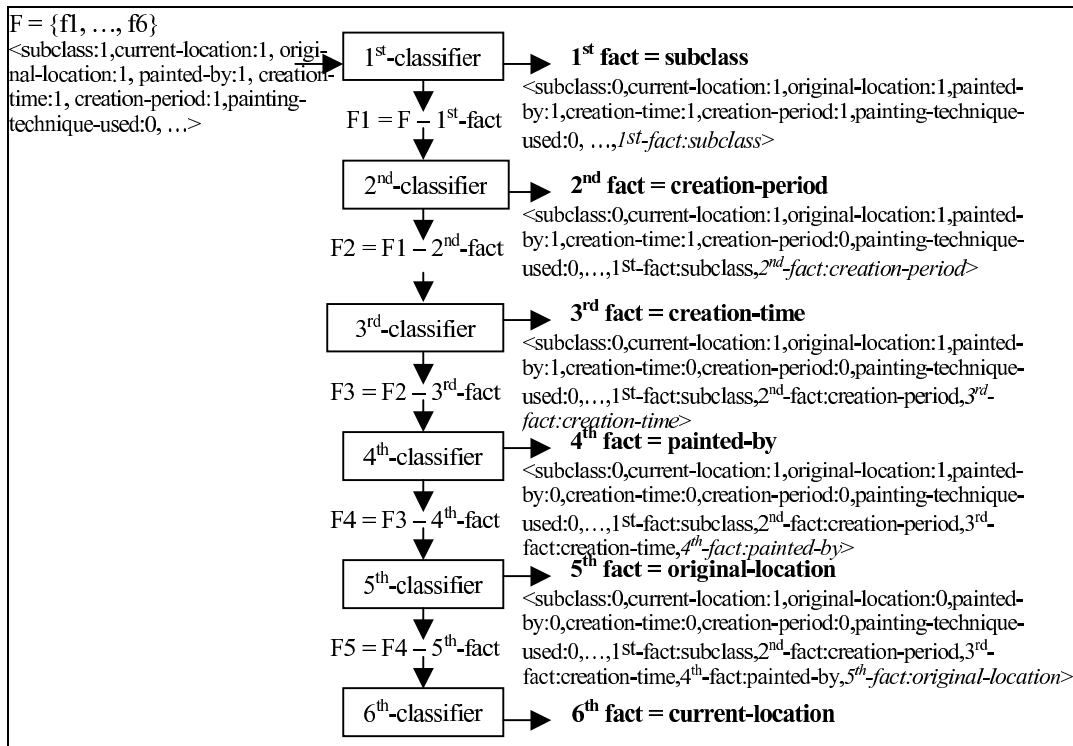 F = {f1, …, f6}
<subclass:1,current-location:1, origi-
nal-location:1, painted-by:1, creation-
time:1, creation-period:1,painting-
technique-used:0, …>
1st-classifier
1st fact = subclass
<subclass:0,current-location:1,original-location:1,painted-
by:1,creation-time:1,creation-period:1,painting-technique-
used:0, …,1st-fact:subclass>
F1 = F – 1st-fact
2nd-classifier
2nd fact = creation-period
<subclass:0,current-location:1,original-location:1,painted-
by:1,creation-time:1,creation-period:0,painting-technique-
used:0,…,1st-fact:subclass,2nd-fact:creation-period>
F2 = F1 – 2nd-fact
3rd-classifier
3rd fact = creation-time
<subclass:0,current-location:1,original-location:1,painted-
by:1,creation-time:0,creation-period:0,painting-technique-
used:0,…,1st-fact:subclass,2nd-fact:creation-period,3rd-
fact:creation-time>
F3 = F2 – 3rd-fact
4th-classifier
4th fact = painted-by
<subclass:0,current-location:1,original-location:1,painted-
by:0,creation-time:0,creation-period:0,painting-technique-
used:0,…,1st-fact:subclass,2nd-fact:creation-period,3rd-
fact:creation-time,4th-fact:painted-by>
F4 = F3 – 4th-fact
5th-classifier
5th fact = original-location
<subclass:0,current-location:1,original-location:0,painted-
by:0,creation-time:0,creation-period:0,painting-technique-
used:0,…,1st-fact:subclass,2nd-fact:creation-period,3rd-
fact:creation-time,4th-fact:painted-by,5th-fact:original-location>
F5 = F4 – 5th-fact
6th-classifier
6th fact = current-location